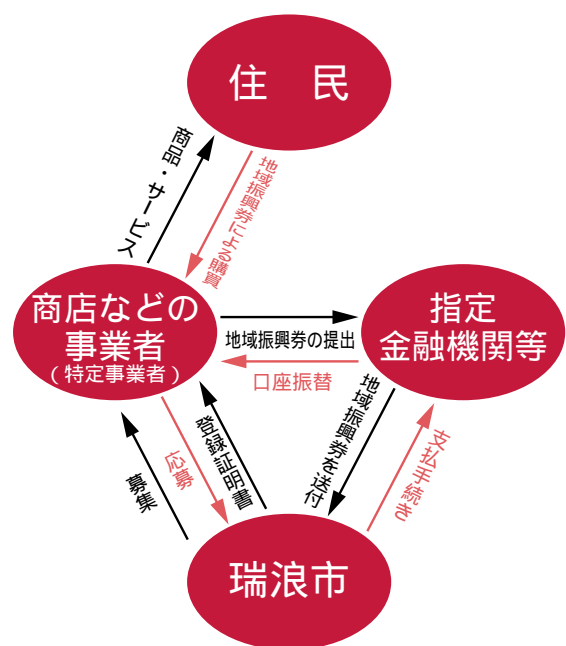 住　民
商品・サービス
地域振興券による購買
商店などの
事業者
（特定事業者）
地域振興券の提出
口座振替
指定
金融機関等
募集
応募
登録証明書
地域振興券を送付
支払手続き
瑞浪市